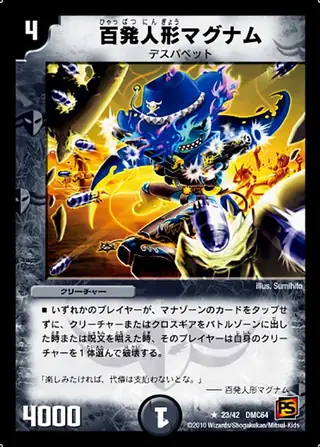 4
ひゃっ ぱつ にん ぎょう
百発人形マグナム
デスパペット
illus. Sumihito
クリーチャー
■ いずれかのプレイヤーが、マナゾーンのカードをタップせ
ずに、クリーチャーまたはクロスギアをバトルゾーンに出し
た時または呪文を唱えた時、そのプレイヤーは自身のクリー
チャーを1体選んで破壊する。
「楽しみたければ、代償は支払わないとな。」
―― 百発人形マグナム
4000
1
★ 23/42 DMC64
©2010 Wizards/Shogakukan/Mitsui-Kids
FS